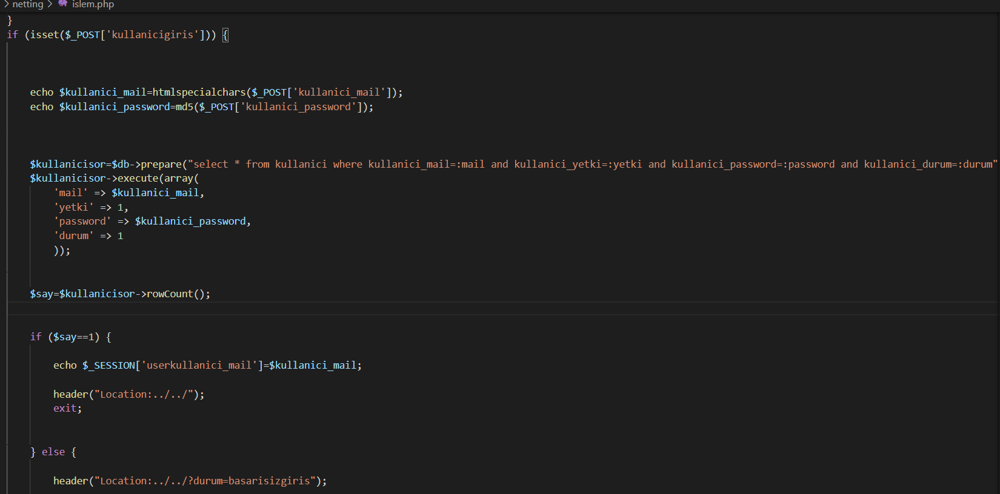 > netting > islem.php
}
if (isset($_POST['kullanicigiris'])) {
echo $kullanici_mail=htmlspecialchars($_POST['kullanici_mail']);
echo $kullanici_password=md5($_POST['kullanici_password']);
$kullanicisor=$db->prepare("select * from kullanici where kullanici_mail=:mail and kullanici_yetki=:yetki and kullanici_password=:password and kullanici_durum=:durum"
$kullanicisor->execute(array(
'mail' => $kullanici_mail,
'yetki' => 1,
'password' => $kullanici_password,
'durum' => 1
));
$say=$kullanicisor->rowCount();
if ($say==1) {
echo $_SESSION['userkullanici_mail']=$kullanici_mail;
header("Location:../../");
exit;
} else {
header("Location:../../?durum=basarisizgiris");